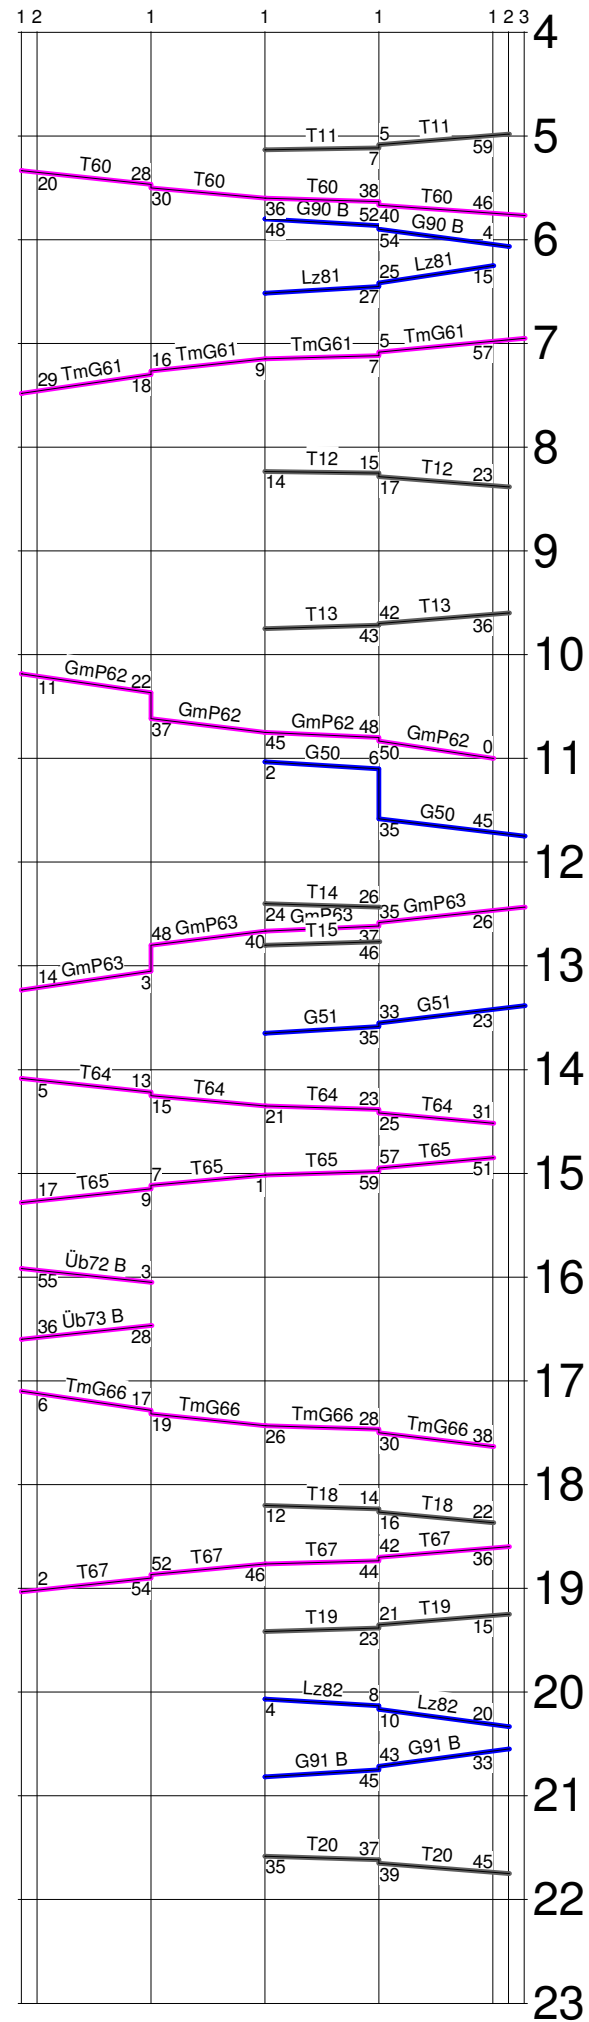 1 2 1 1 1 1 2 3
4
T11 5 T11 5
7 59
T60 28 T60 T60 38 T60 46
20 30 36 G90 B 52 40 G90 B 4
48 54 6
Lz81 25 Lz81
27 15
29 TmG61 16 TmG61 TmG61 5 TmG61 7
18 9 7 57
T12 15 T12 23 8
14 17
9
T13 42 T13
43 36
10
GmP62 22 GmP62 GmP62 48 GmP62 0
11 37 45 G50 6 50 11
2
35 G50 45
12
T14 26
14 GmP63 48 GmP63 24 GmP63 35 GmP63
3 40 T15 37 26
46 13
G51 33 G51
35 23
14
T64 13 T64 T64 23 T64 31
5 15 21 25
17 T65 7 T65 T65 57 T65 15
9 1 59 51
Üb72 B 3
55 16
36 Üb73 B
28
17
TmG66 17 TmG66 TmG66 28 TmG66 38
6 19 26 30
18
T18 14 T18 22
12 16
2 T67 52 T67 T67 42 T67
54 46 44 36 19
T19 21 T19
23 15
Lz82 8 Lz82 20 20
4 10
G91 B 43 G91 B
45 33
21
T20 37 T20 45
35 39
22
23